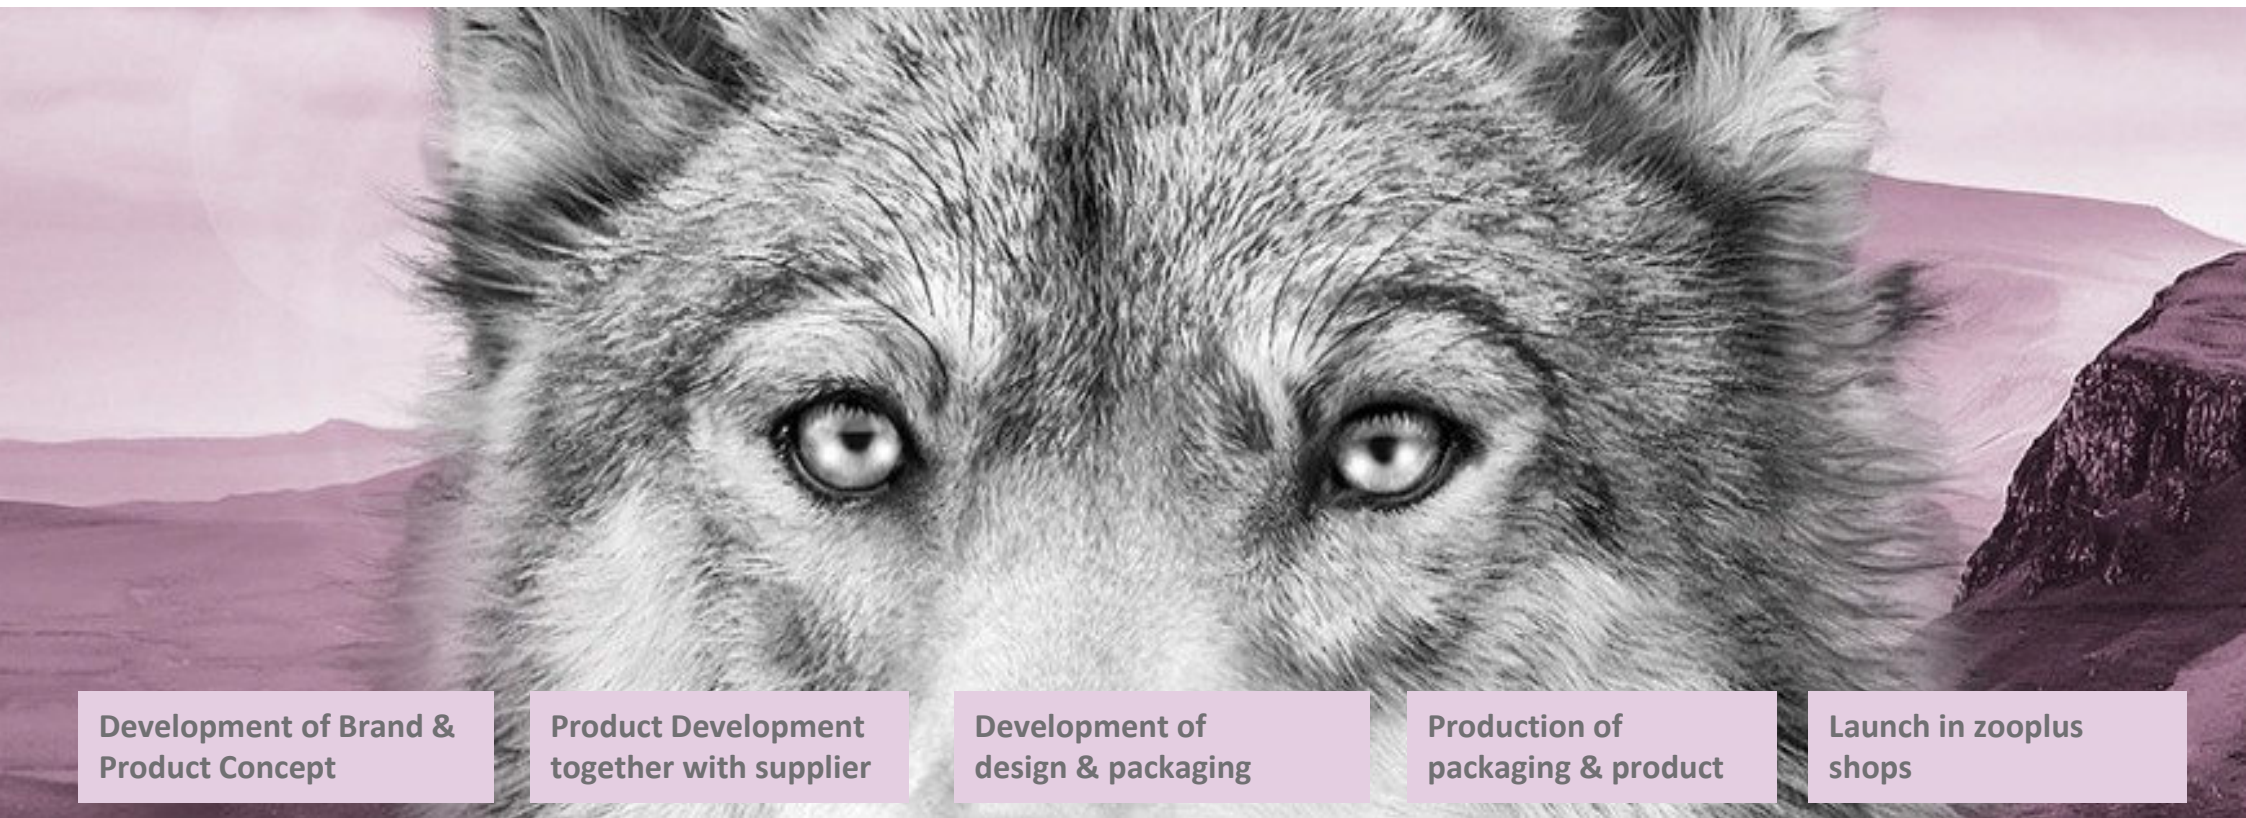 Development of Brand &
Product Concept
Product Development
together with supplier
Development of
design & packaging
Production of
packaging & product
Launch in zooplus
shops